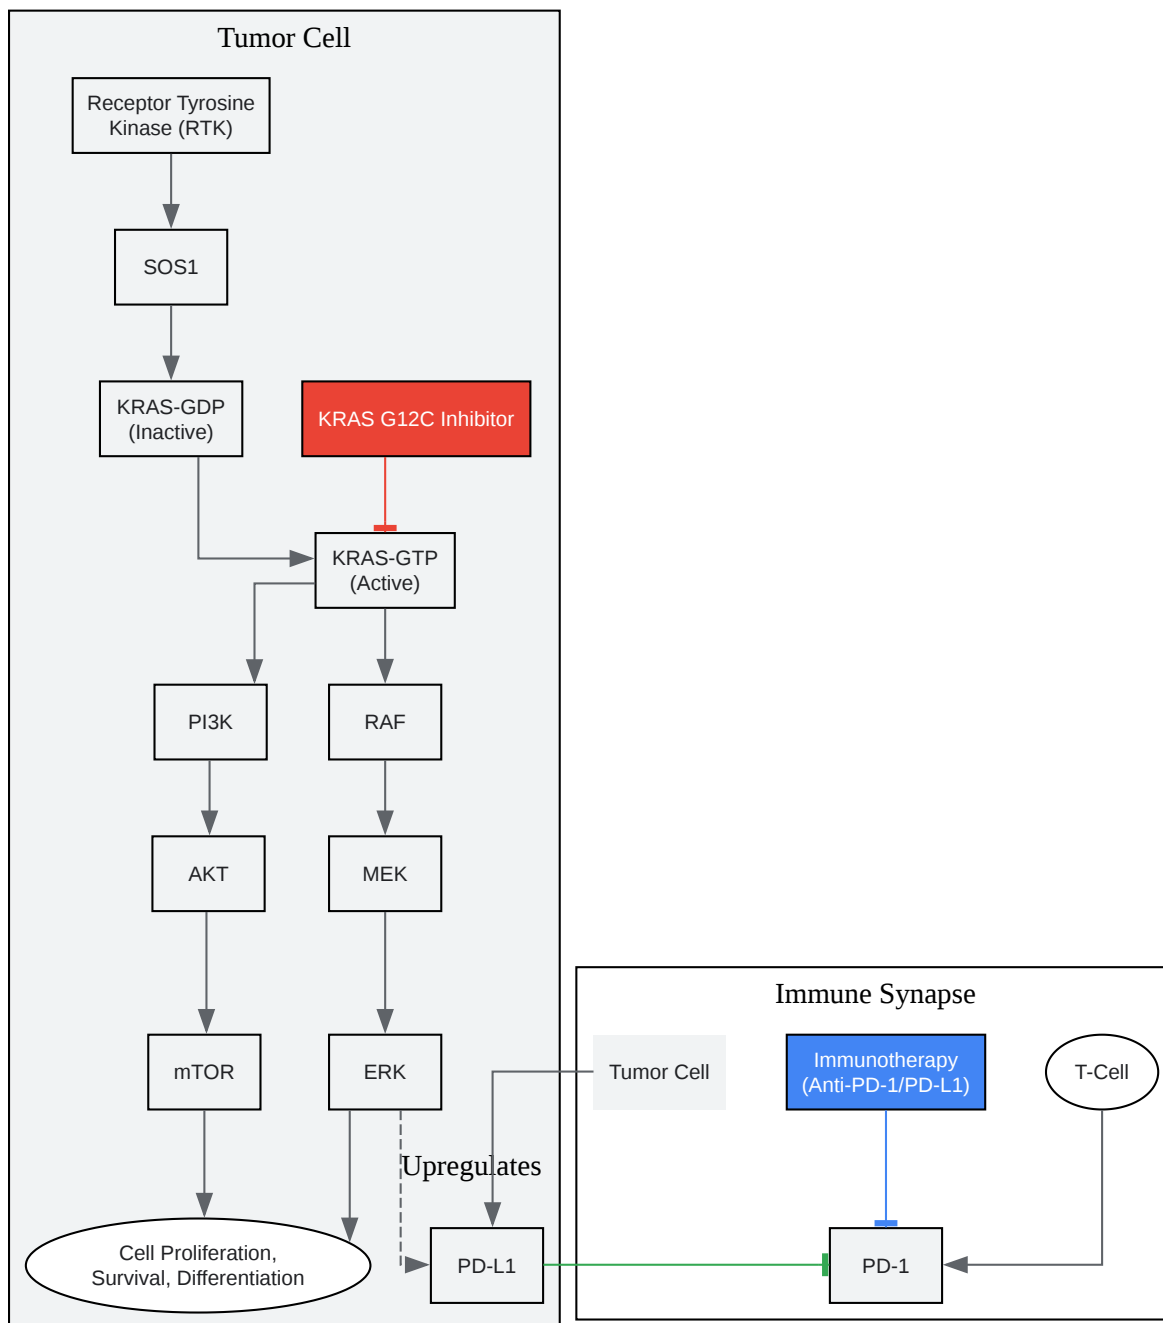 Tumor Cell
Receptor Tyrosine
Kinase (RTK)
SOS1
KRAS-GDP
(Inactive)
KRAS G12C Inhibitor
KRAS-GTP
(Active)
PI3K
RAF
AKT
MEK
mTOR
ERK
Upregulates
Cell Proliferation,
Survival, Differentiation
PD-L1
Immune Synapse
Tumor Cell
Immunotherapy
(Anti-PD-1/PD-L1)
T-Cell
PD-1